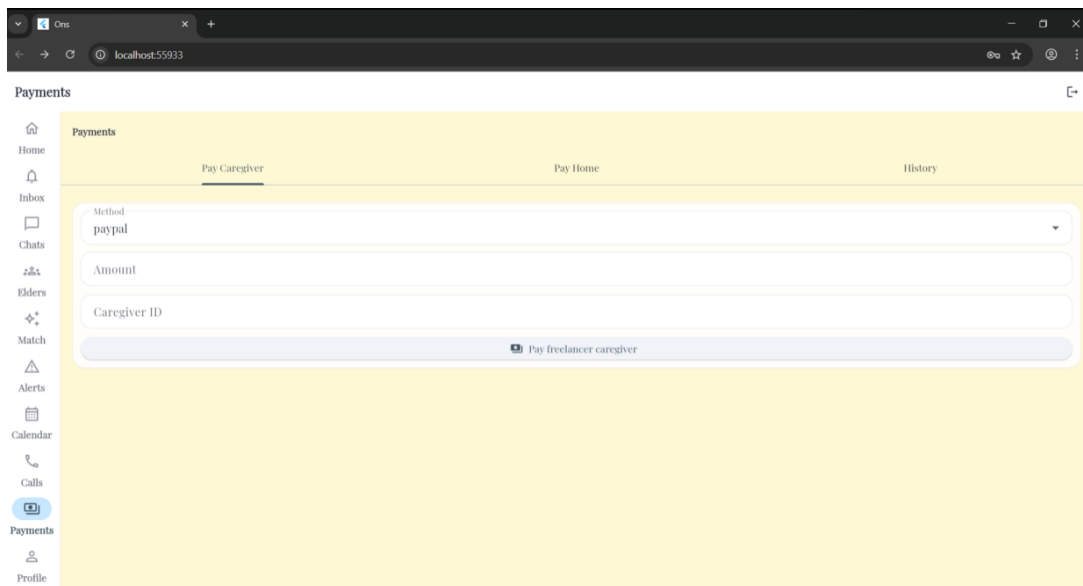 Ons
localhost:55933
Payments
Home
Inbox
Chats
Elders
Match
Alerts
Calendar
Calls
Payments
Profile
Payments
Pay Caregiver
Pay Home
History
Method
paypal
Amount
Caregiver ID
Pay freelancer caregiver